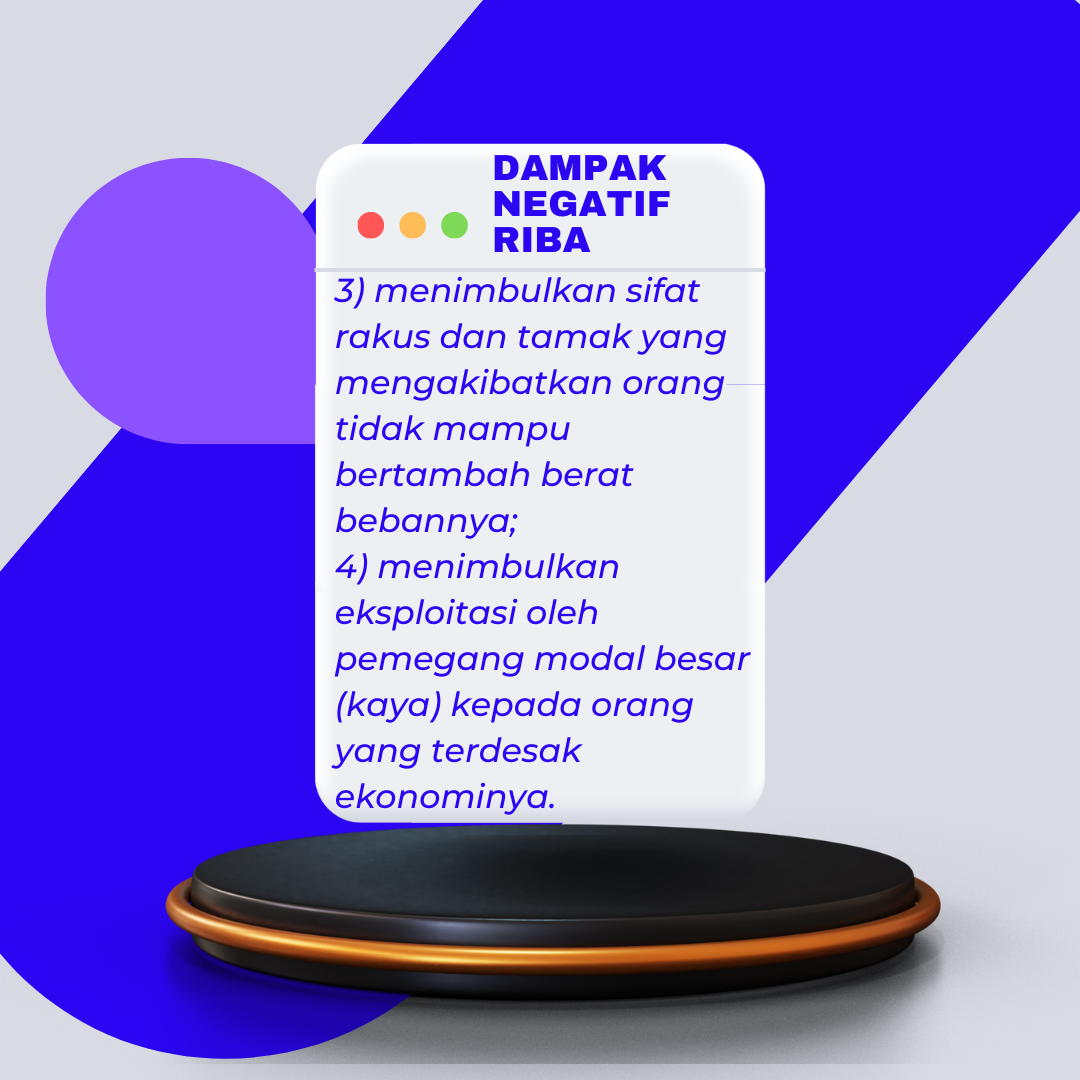 DAMPAK
NEGATIF
RIBA
3) menimbulkan sifat
rakus dan tamak yang
mengakibatkan orang
tidak mampu
bertambah berat
bebannya;
4) menimbulkan
eksploitasi oleh
pemegang modal besar
(kaya) kepada orang
yang terdesak
ekonominya.